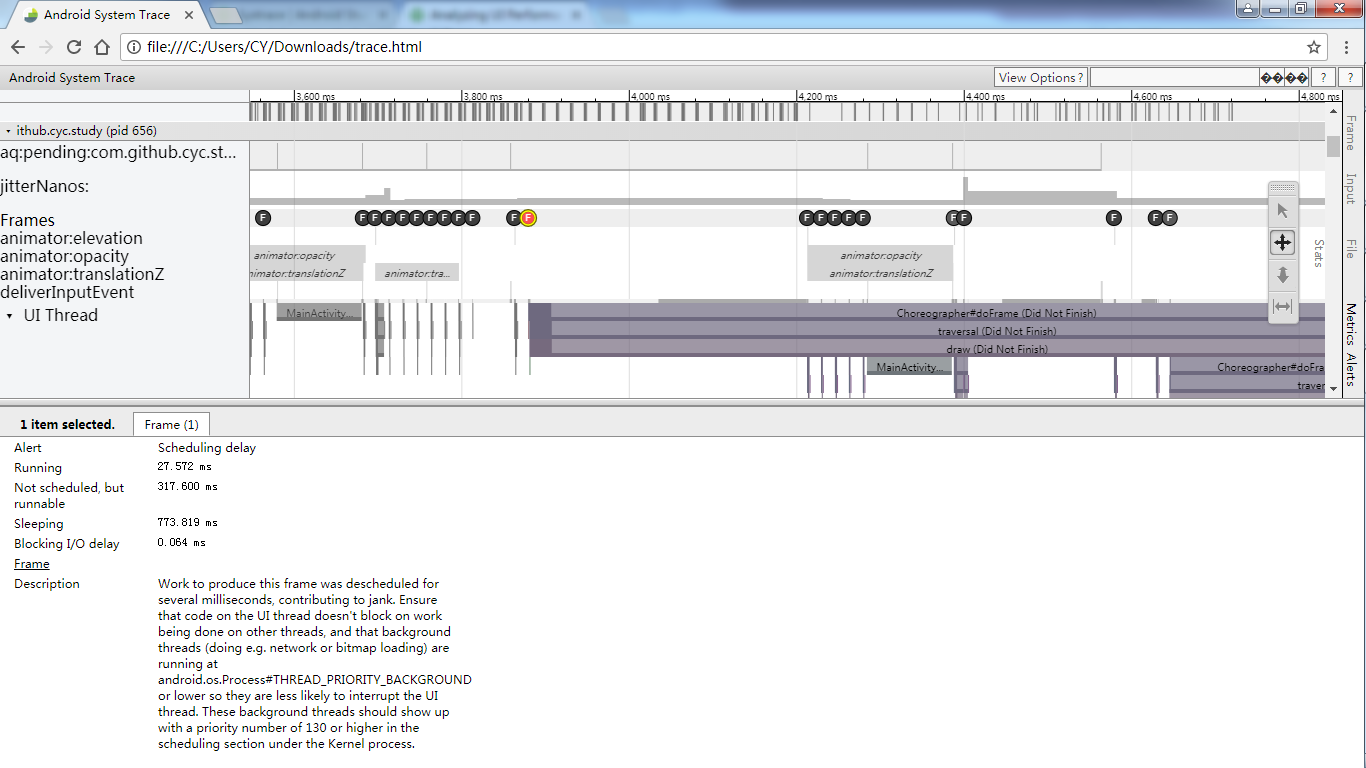 Android System Trace
file:///C:/Users/CY/Downloads/trace.html
Android System Trace
View Options ?
���� ? ?
3,600 ms 3,800 ms 4,000 ms 4,200 ms 4,400 ms 4,600 ms 4,800 ms
ithub.cyc.study (pid 656)
aq:pending:com.github.cyc.st...
jitterNanos:
Frames
F F F F F F F F F F F F F F F F F F F F F F F
animator:elevation
animator:opacity
animator:translationZ
deliverInputEvent
UI Thread
animator:opacity
nimator:translationZ
animator:tra...
animator:opacity
animator:translationZ
MainActivity...
Choreographer#doFrame (Did Not Finish)
traversal (Did Not Finish)
draw (Did Not Finish)
MainActivity...
Choreographer#doFra
traver
Frame
Input
File
Stats
Metrics
Alerts
1 item selected.
Frame (1)
Alert Scheduling delay
Running 27.572 ms
Not scheduled, but 317.600 ms
runnable
Sleeping 773.819 ms
Blocking I/O delay 0.064 ms
Frame
Description Work to produce this frame was descheduled for
several milliseconds, contributing to jank. Ensure
that code on the UI thread doesn't block on work
being done on other threads, and that background
threads (doing e.g. network or bitmap loading) are
running at
android.os.Process#THREAD_PRIORITY_BACKGROUND
or lower so they are less likely to interrupt the UI
thread. These background threads should show up
with a priority number of 130 or higher in the
scheduling section under the Kernel process.